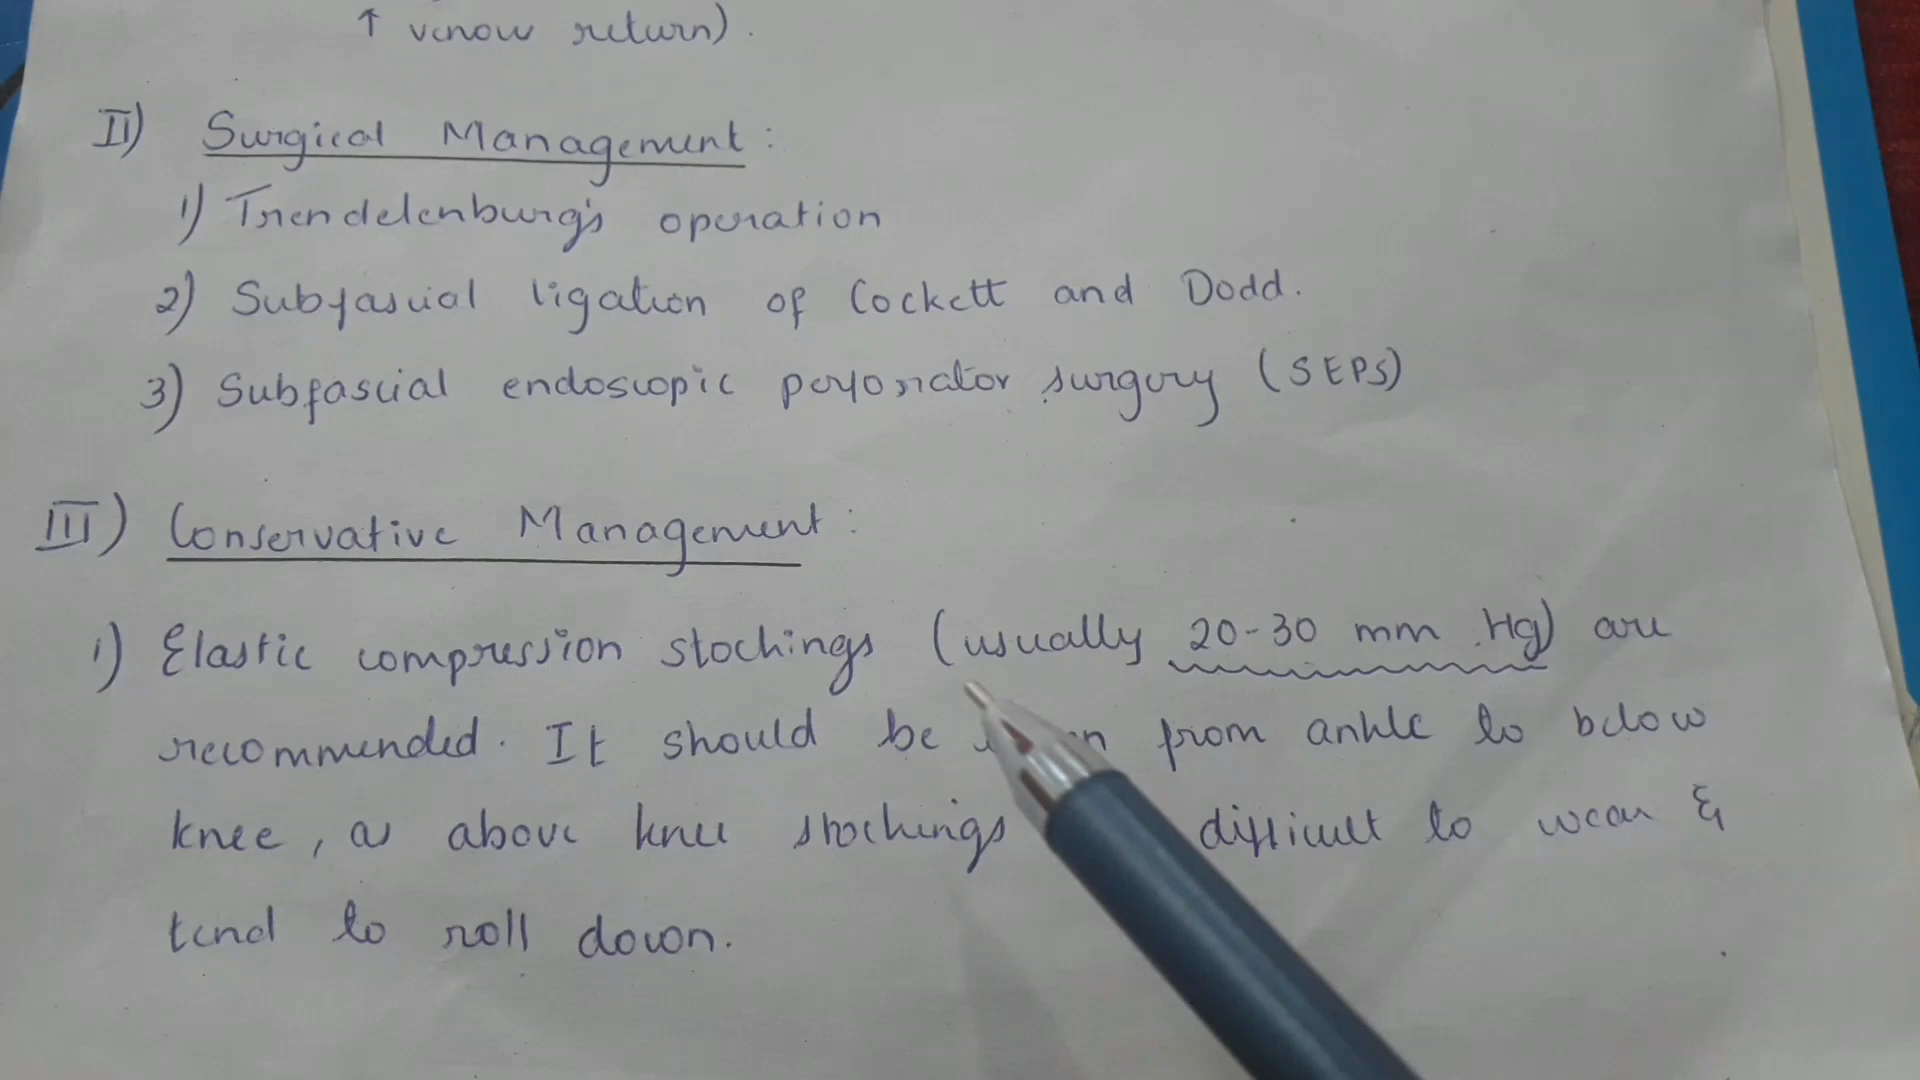 ↑ venous return).
II) Surgical Management:
1) Trendelenburg's operation
2) Subfascial ligation of Cockett and Dodd.
3) Subfascial endoscopic perforator surgery (SEPS)
III) Conservative Management:
1) Elastic compression stockings (usually 20-30 mm Hg) are
recommended. It should be from ankle to below
knee, as above knee stockings difficult to wear &
tend to roll down.